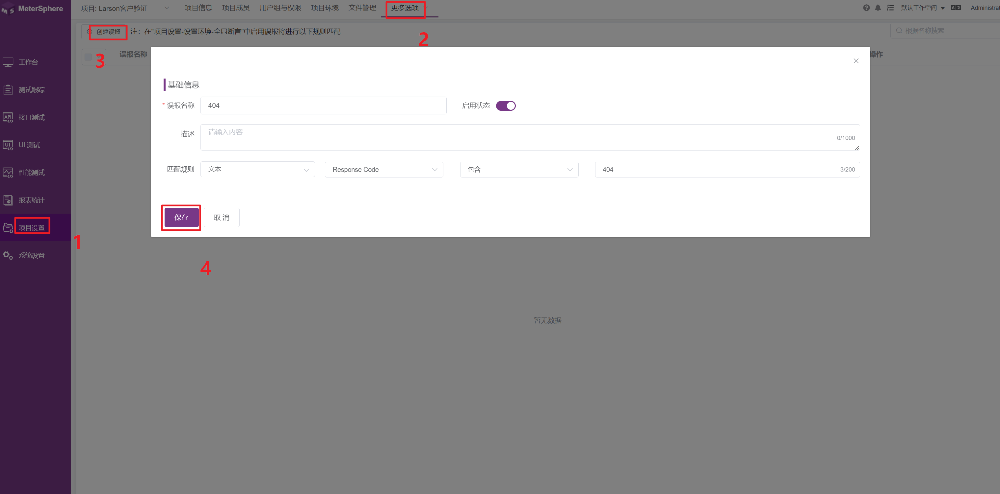 MeterSphere
项目: Larson客户验证
项目信息
项目成员
用户组与权限
项目环境
文件管理
更多选项
默认工作空间
Administrat
创建误报
注：在"项目设置-设置环境-全局断言"中启用误报将进行以下规则匹配
根据名称搜索
2
3
误报名称
操作
工作台
测试跟踪
API 接口测试
UI UI 测试
性能测试
报表统计
项目设置
1
系统设置
基础信息
* 误报名称
404
启用状态
描述
请输入内容
0/1000
匹配规则
文本
Response Code
包含
404
3/200
保存
取消
4
暂无数据